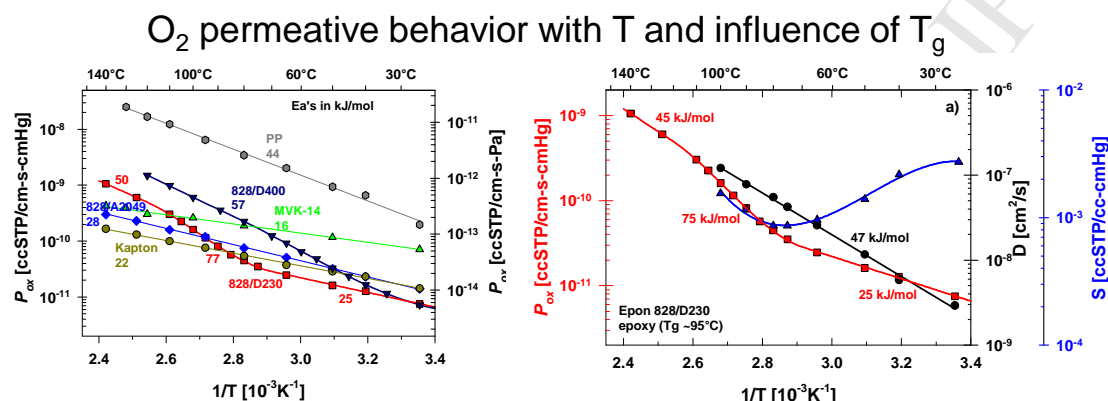 O₂ permeative behavior with T and influence of Tg
140°C 100°C 60°C 30°C
Ea's in kJ/mol
10⁻⁸
10⁻⁹
10⁻¹⁰
10⁻¹¹
Pox [ccSTP/cm-s-cmHg]
PP
44
50
828/D400
57
828/A2049
28
MVK-14
16
Kapton
22
77
828/D230
25
10⁻¹¹
10⁻¹²
10⁻¹³
10⁻¹⁴
Pox [ccSTP/cm-s-Pa]
2.4 2.6 2.8 3.0 3.2 3.4
1/T [10⁻³K⁻¹]
140°C 100°C 60°C 30°C
a)
10⁻⁹
10⁻¹⁰
10⁻¹¹
Pox [ccSTP/cm-s-cmHg]
45 kJ/mol
75 kJ/mol
47 kJ/mol
25 kJ/mol
Epon 828/D230
epoxy (Tg ~95°C)
10⁻⁶
10⁻⁷
10⁻⁸
10⁻⁹
D [cm²/s]
10⁻²
10⁻³
10⁻⁴
S [ccSTP/cc-cmHg]
2.4 2.6 2.8 3.0 3.2 3.4
1/T [10⁻³K⁻¹]